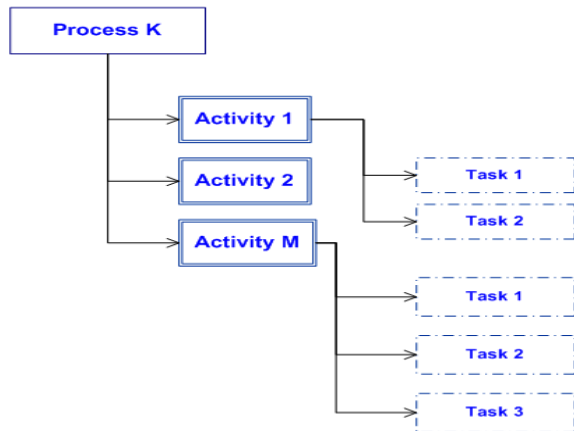 Process K
Activity 1
Task 1
Activity 2
Task 2
Activity M
Task 1
Task 2
Task 3